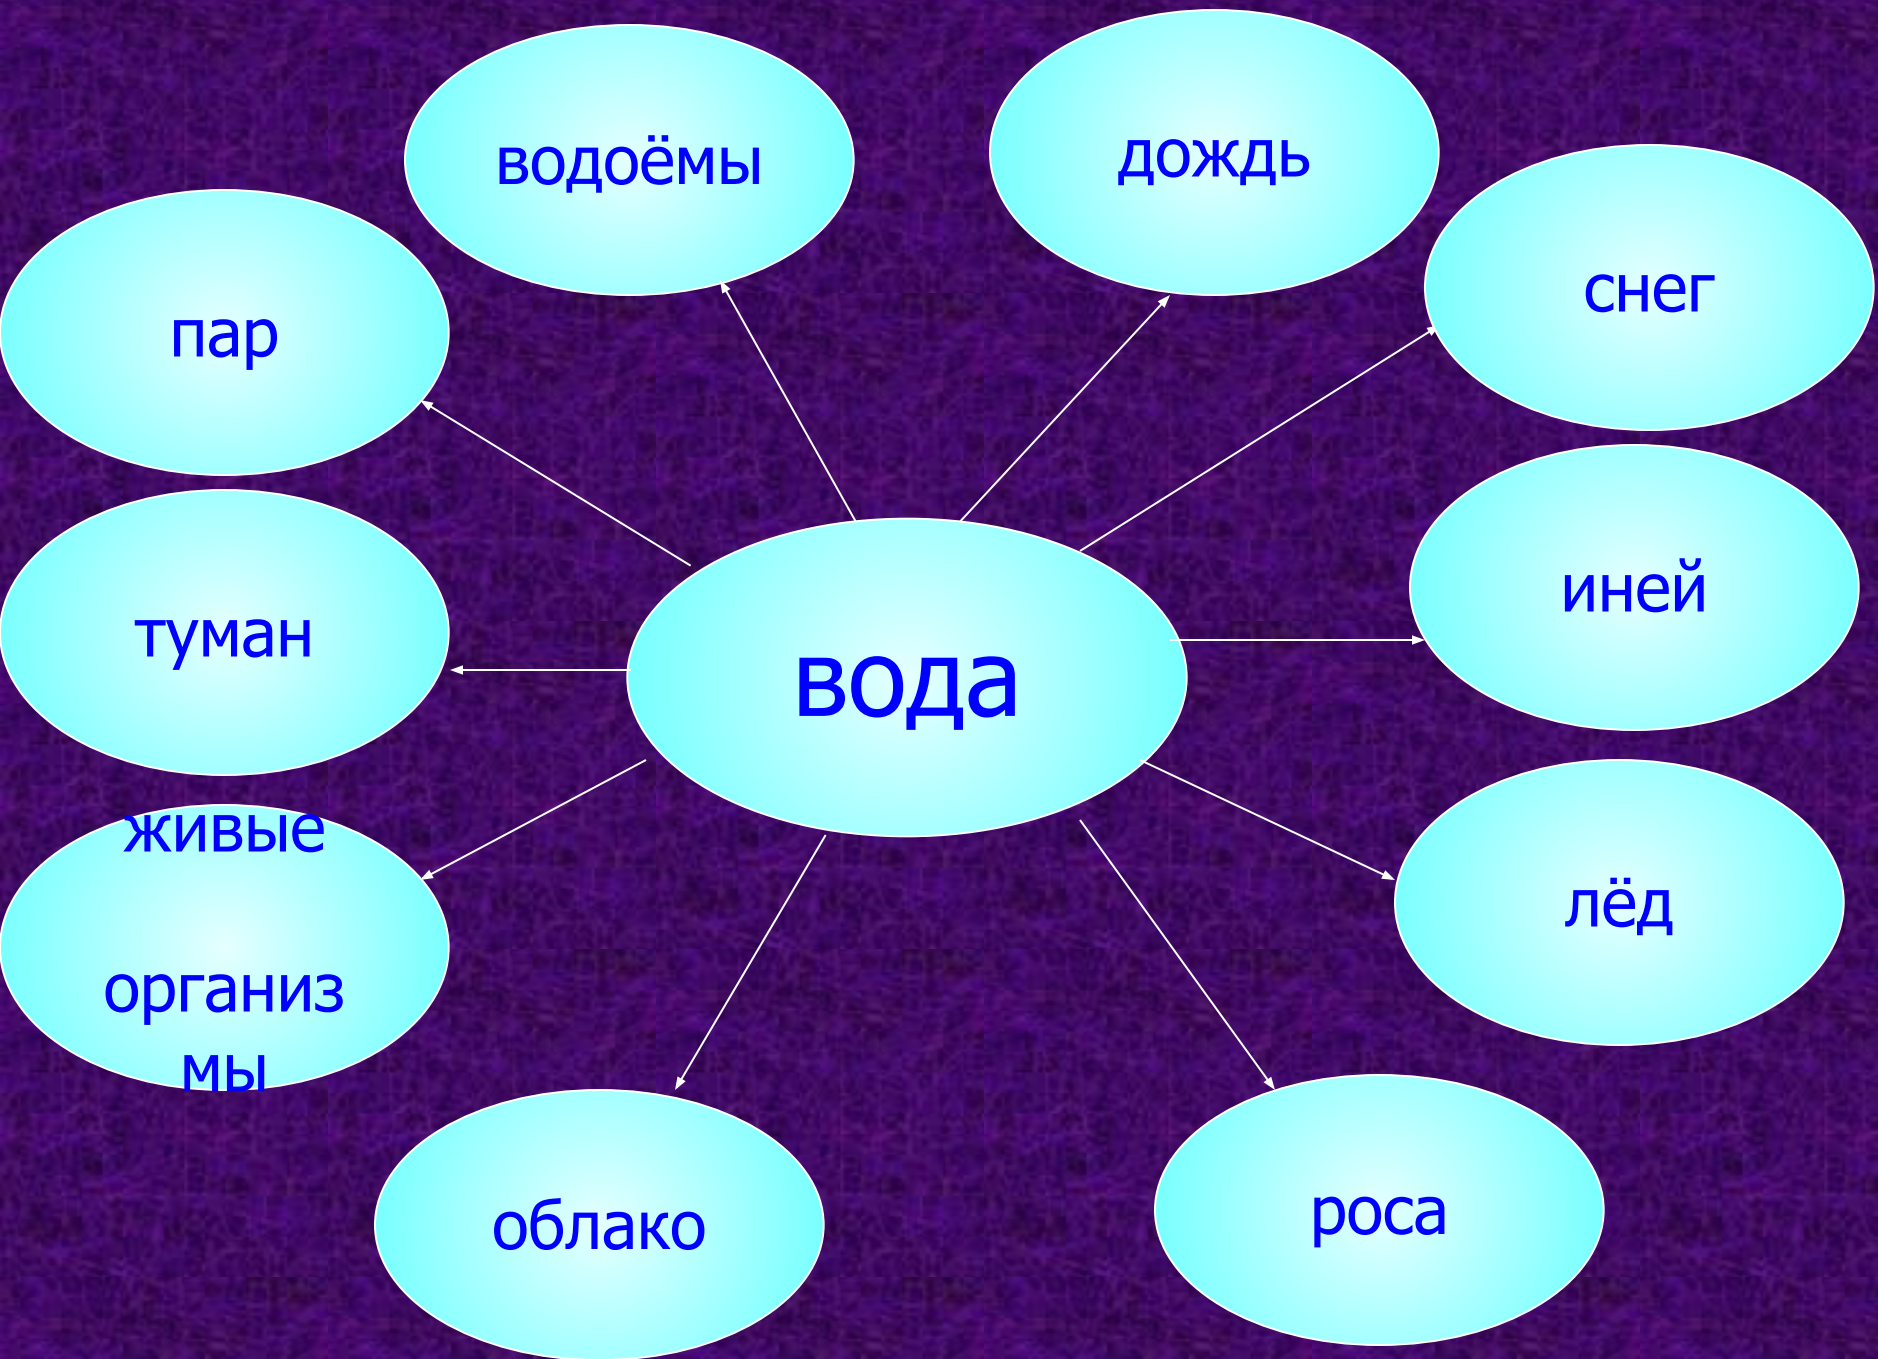 водоёмы
дождь
снег
пар
иней
туман
вода
живые
организ
мы
лёд
облако
роса